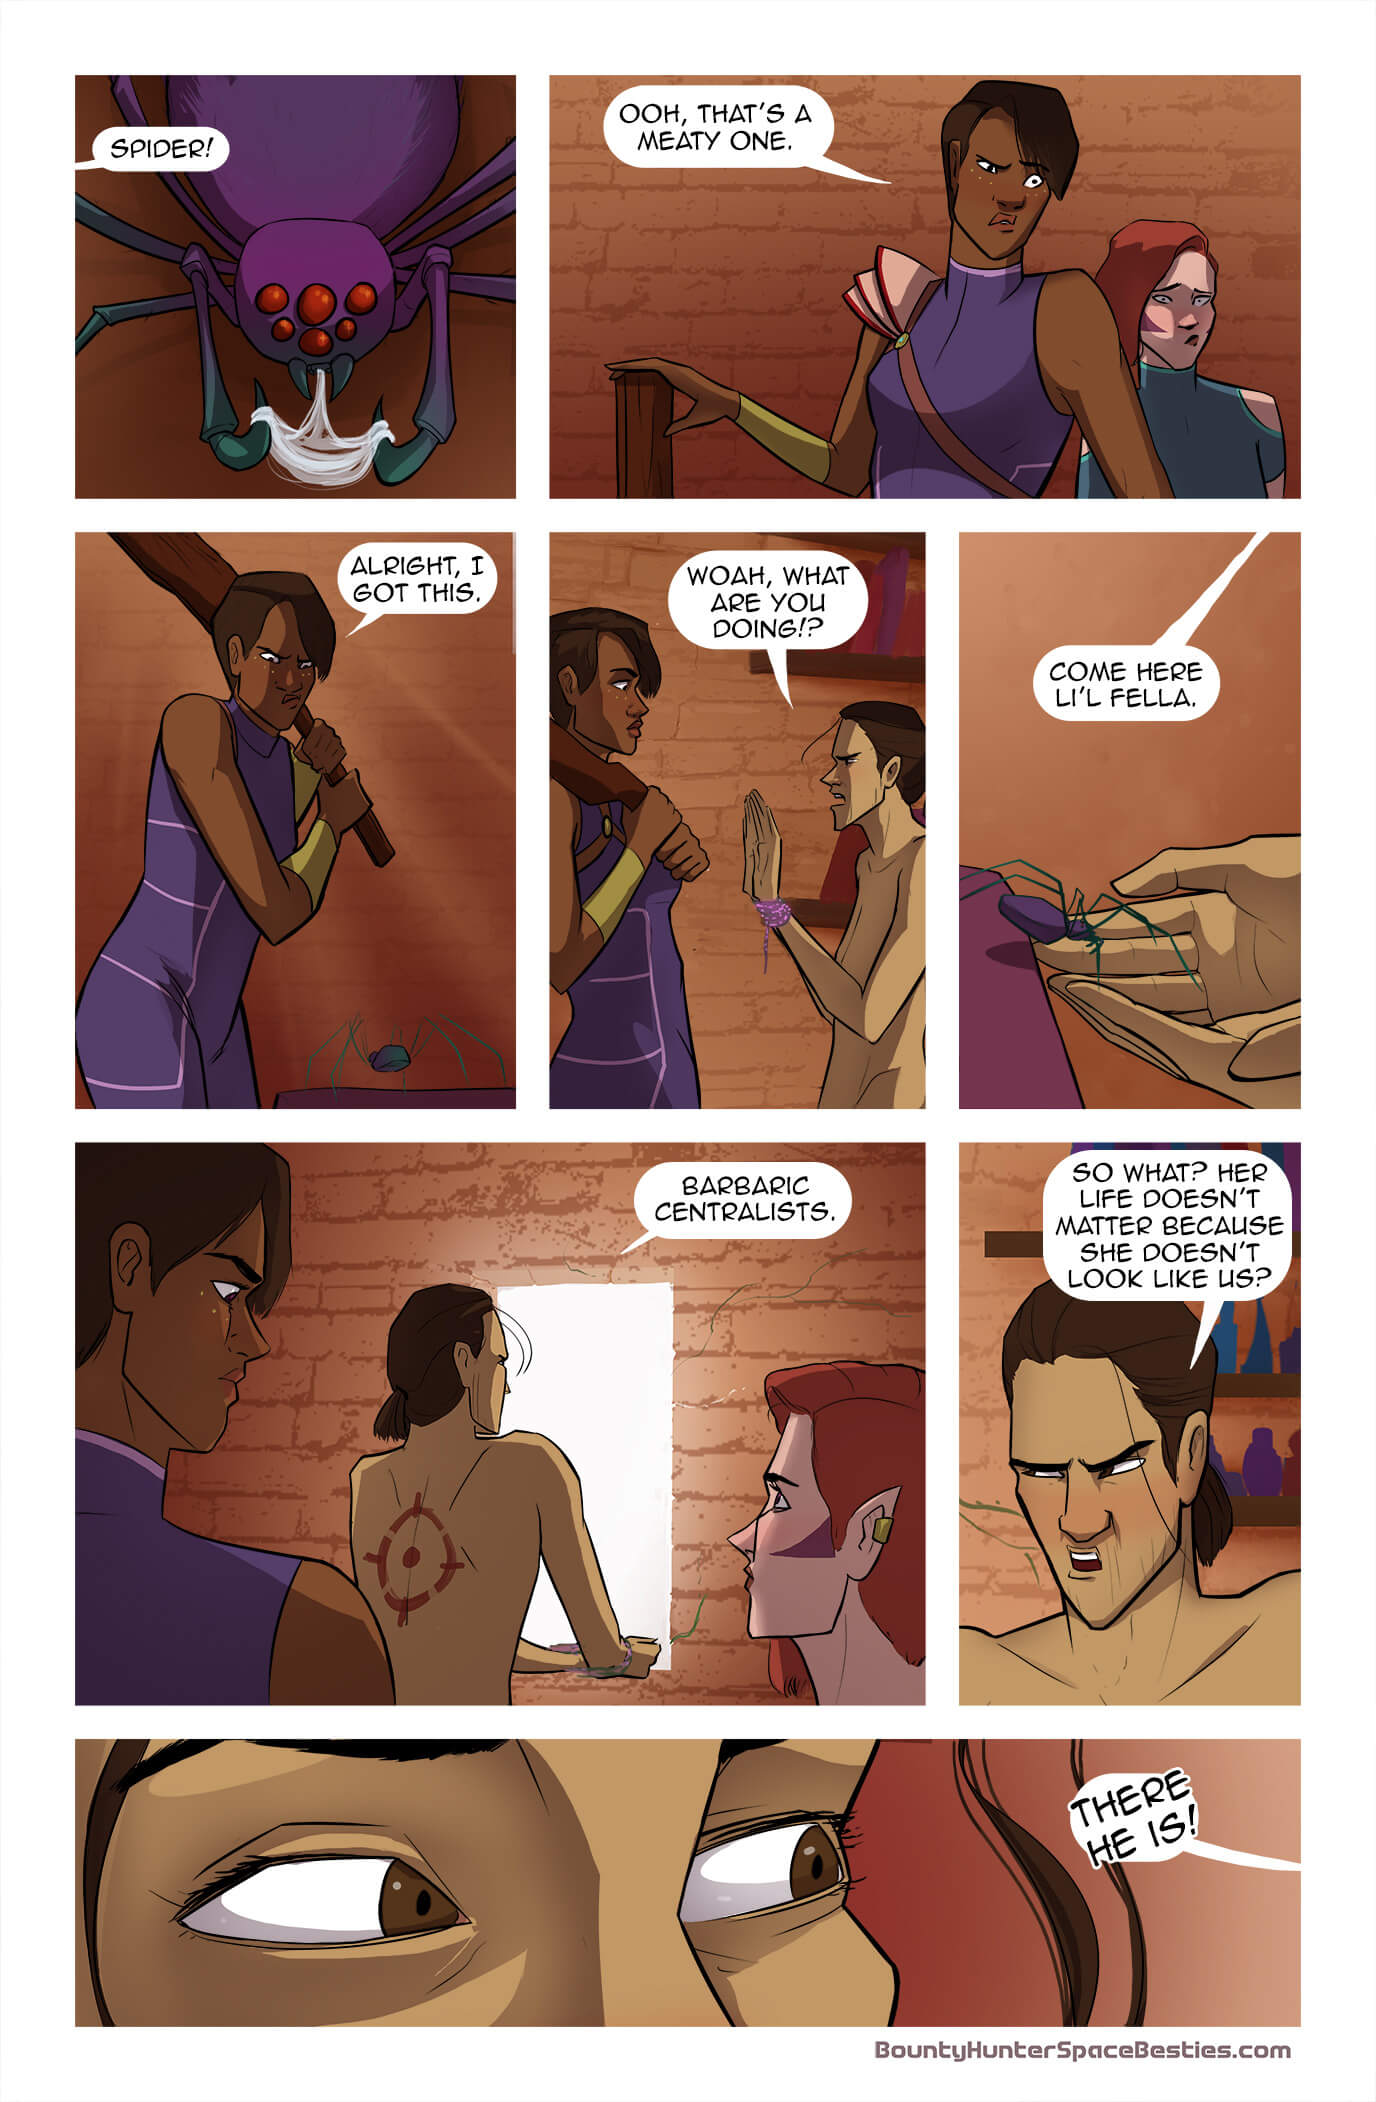 SPIDER!
OOH, THAT'S A
MEATY ONE.
ALRIGHT, I
GOT THIS.
WOAH, WHAT
ARE YOU
DOING!?
COME HERE
LI'L FELLA.
BARBARIC
CENTRALISTS.
SO WHAT? HER
LIFE DOESN'T
MATTER BECAUSE
SHE DOESN'T
LOOK LIKE US?
THERE
HE IS!
BountyHunterSpaceBesties.com